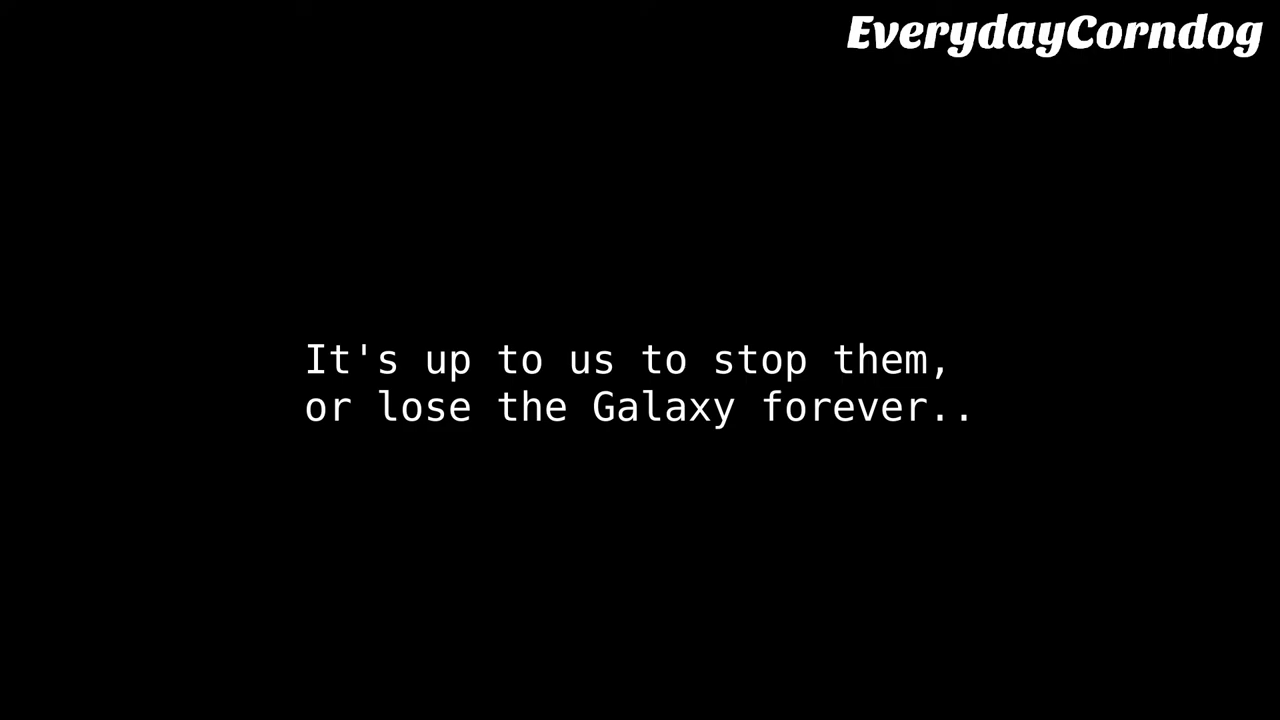 EverydayCorndog
It's up to us to stop them,
or lose the Galaxy forever..